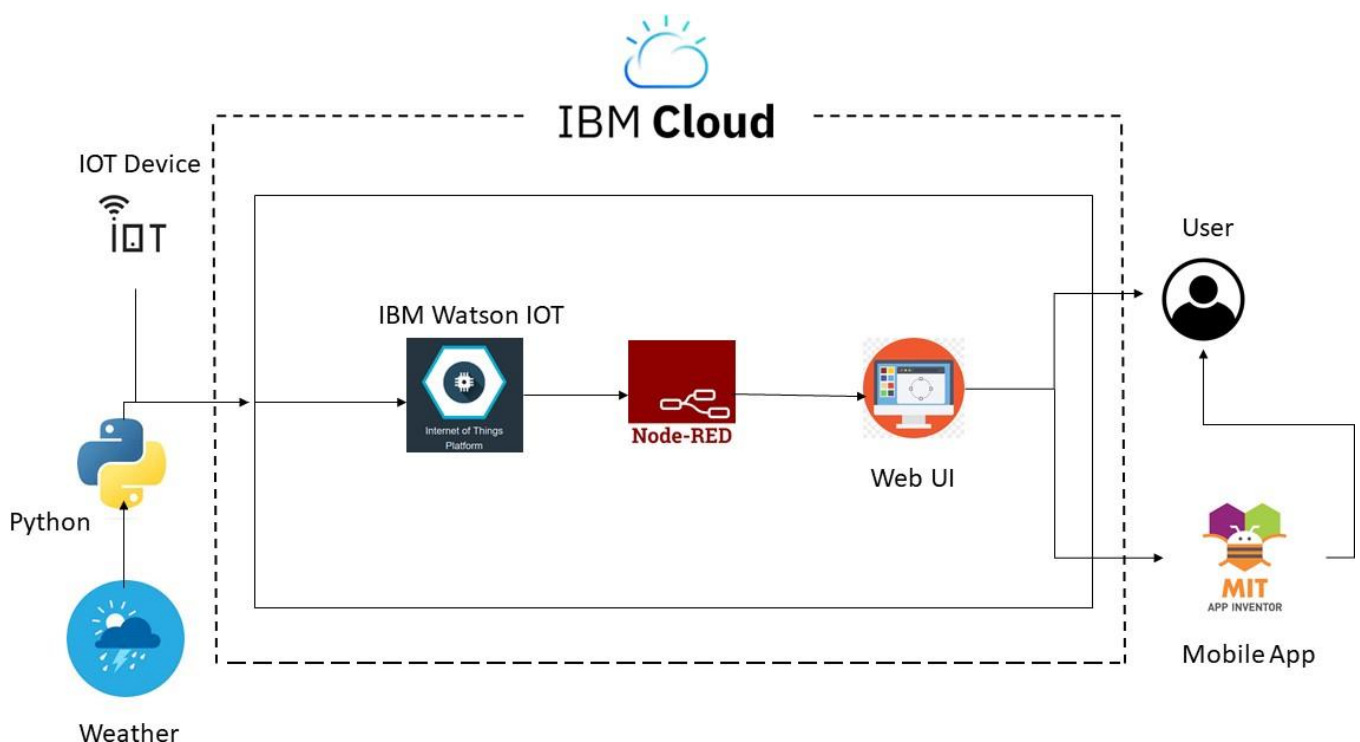 IBM Cloud
IOT Device
IOT
User
IBM Watson IOT
Internet of Things
Platform
Node-RED
Web UI
Python
MIT
APP INVENTOR
Mobile App
Weather